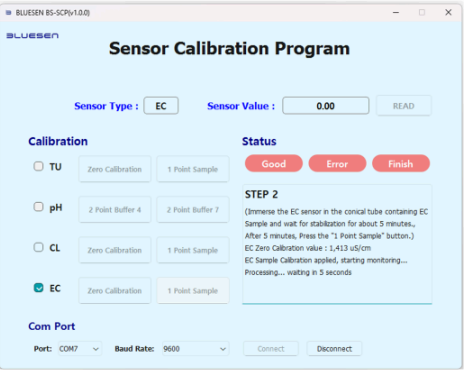 BLUESEN BS-SCP(v1.0.0)
BLUESEN
Sensor Calibration Program
Sensor Type : EC Sensor Value : 0.00 READ
Calibration
TU Zero Calibration 1 Point Sample
pH 2 Point Buffer 4 2 Point Buffer 7
CL Zero Calibration 1 Point Sample
EC Zero Calibration 1 Point Sample
Status
Good Error Finish
STEP 2
(Immerse the EC sensor in the conical tube containing EC
Sample and wait for stabilization for about 5 minutes.,
After 5 minutes, Press the "1 Point Sample" button.)
EC Zero Calibration value : 1,413 uS/cm
EC Sample Calibration applied, starting monitoring...
Processing... waiting in 5 seconds
Com Port
Port: COM7 Baud Rate: 9600 Connect Disconnect